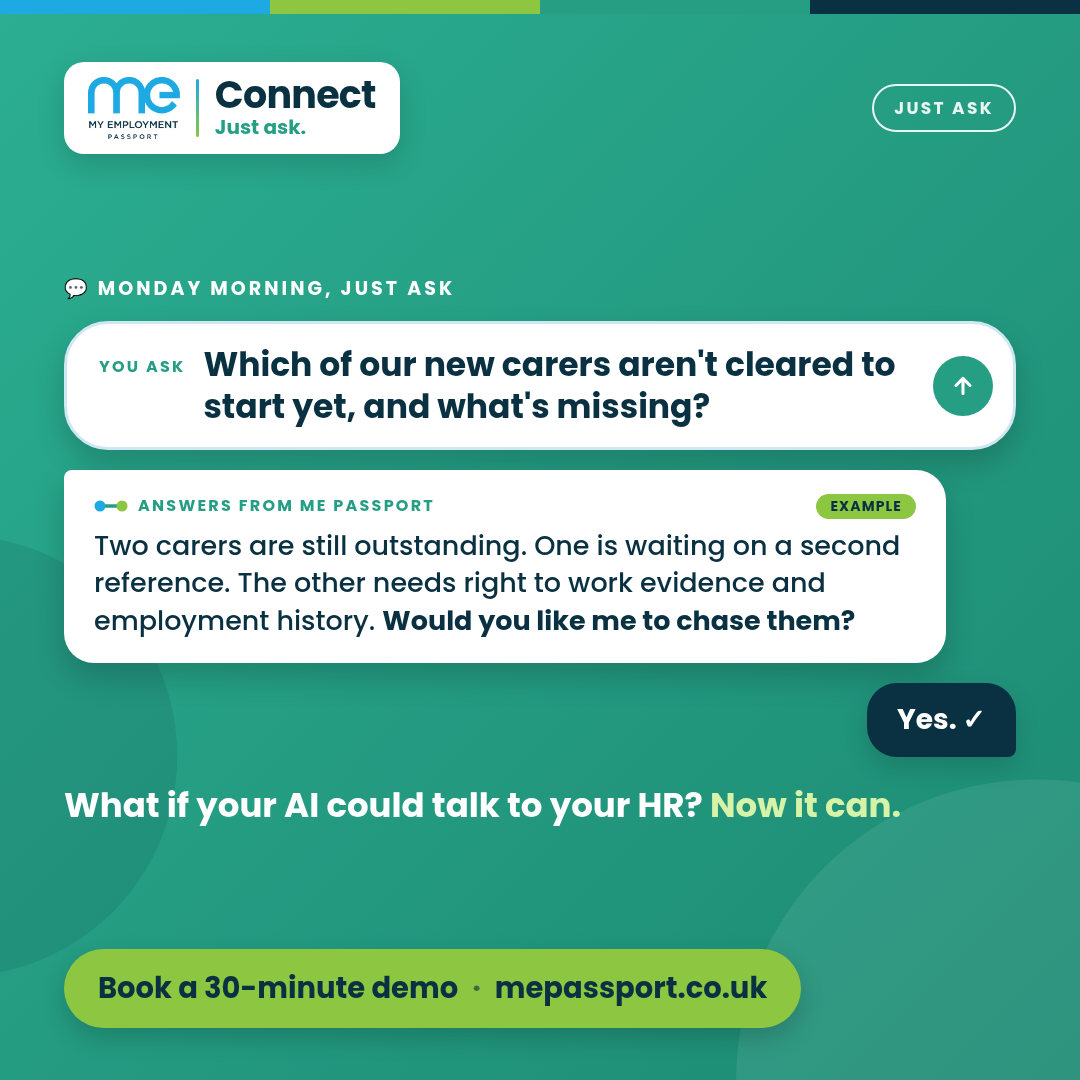 me
MY EMPLOYMENT
PASSPORT
Connect
Just ask.
JUST ASK
💬 MONDAY MORNING, JUST ASK
YOU ASK
Which of our new carers aren't cleared to
start yet, and what's missing?
ANSWERS FROM ME PASSPORT
EXAMPLE
Two carers are still outstanding. One is waiting on a second
reference. The other needs right to work evidence and
employment history. Would you like me to chase them?
Yes. ✓
What if your AI could talk to your HR? Now it can.
Book a 30-minute demo • mepassport.co.uk